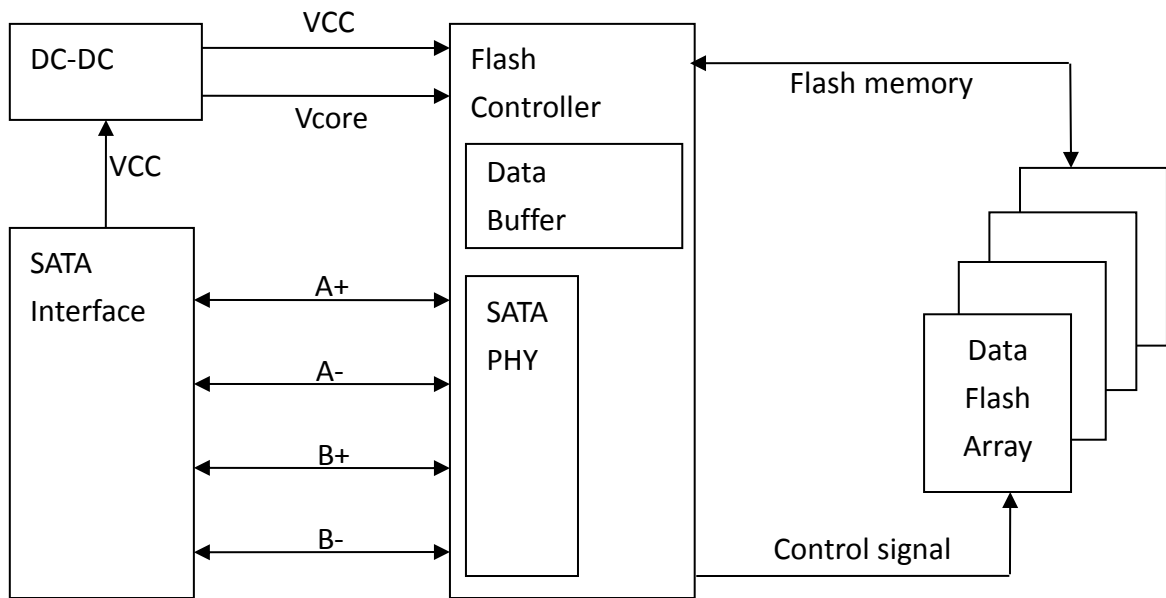 DC-DC
VCC
Vcore
VCC
SATA
Interface
A+
A-
B+
B-
Flash
Controller
Data
Buffer
SATA
PHY
Flash memory
Data
Flash
Array
Control signal